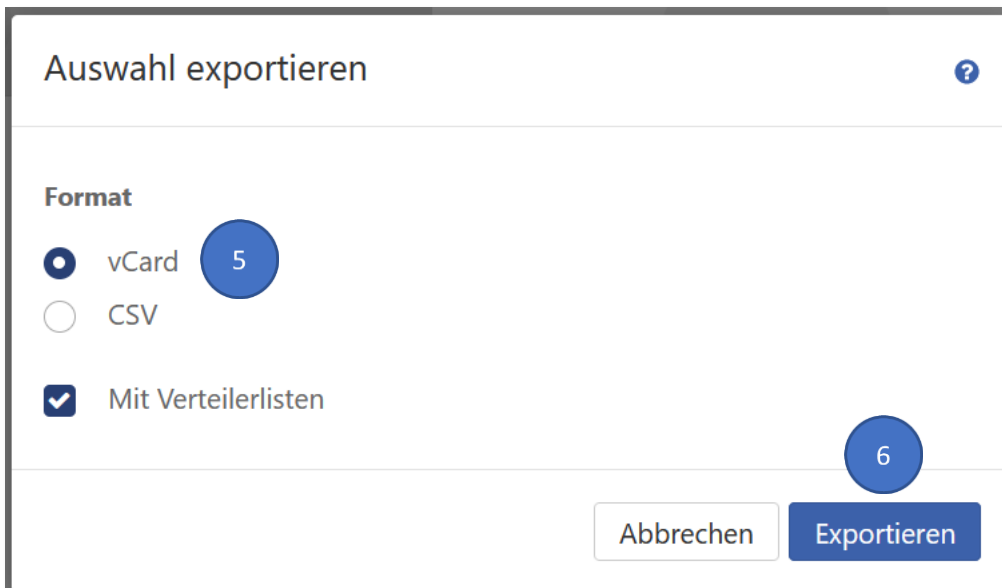 Auswahl exportieren ?
Format
vCard 5
CSV
Mit Verteilerlisten
6
Abbrechen Exportieren